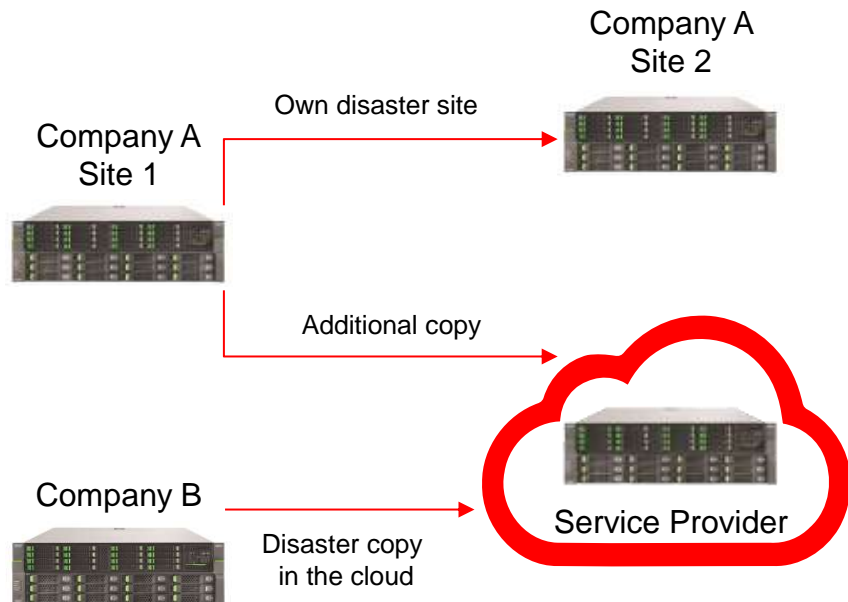 Company A
Site 2
Own disaster site
Company A
Site 1
Additional copy
Company B
Disaster copy
in the cloud
Service Provider